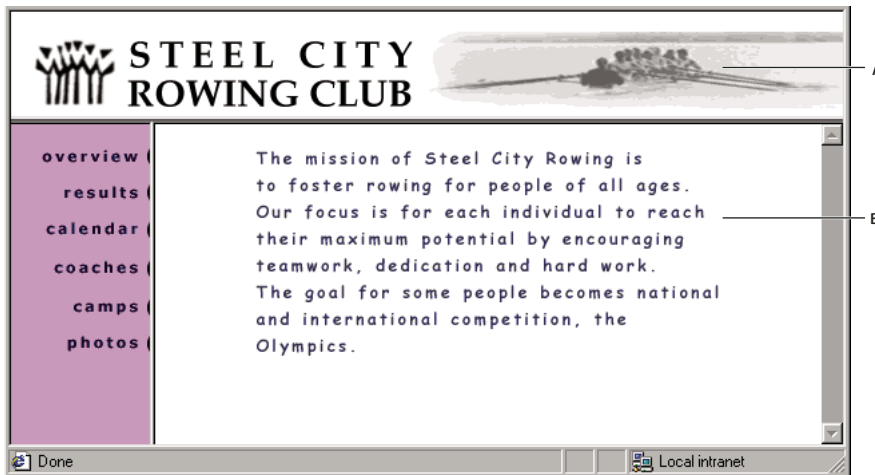 STEEL CITY
ROWING CLUB
A
overview
results
calendar
coaches
camps
photos
The mission of Steel City Rowing is
to foster rowing for people of all ages.
Our focus is for each individual to reach
their maximum potential by encouraging
teamwork, dedication and hard work.
The goal for some people becomes national
and international competition, the
Olympics.
B
Done
Local intranet